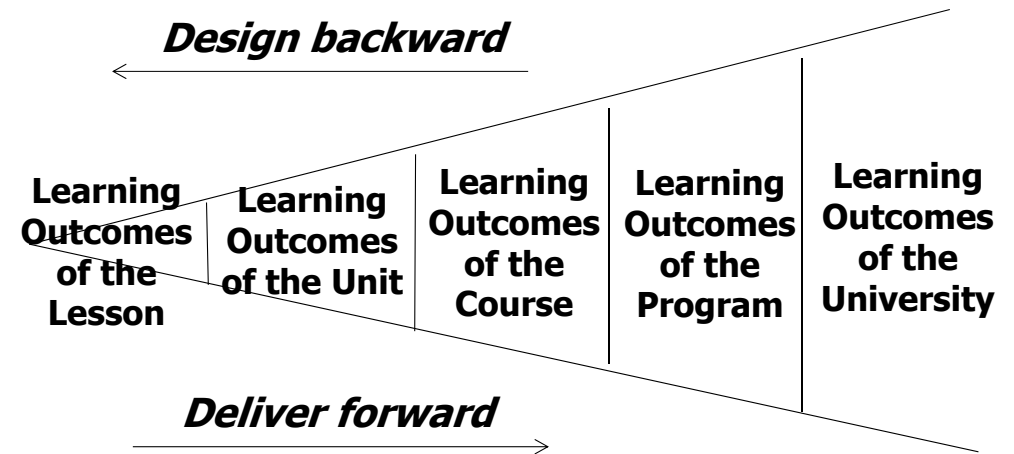 Design backward
Learning
Outcomes
of the
Lesson
Learning
Outcomes
of the Unit
Learning
Outcomes
of the
Course
Learning
Outcomes
of the
Program
Learning
Outcomes
of the
University
Deliver forward